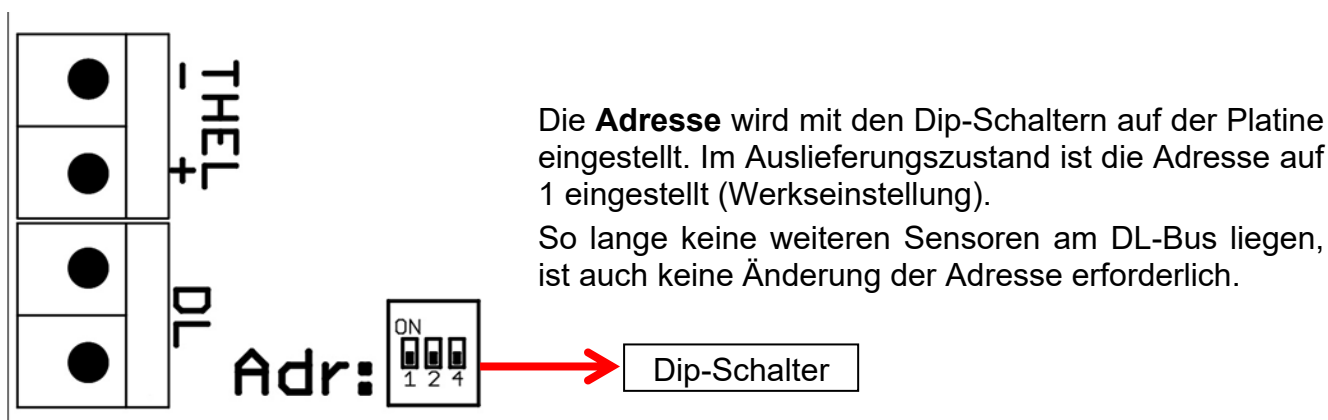 - THEL
+
DL
Die Adresse wird mit den Dip-Schaltern auf der Platine
eingestellt. Im Auslieferungszustand ist die Adresse auf
1 eingestellt (Werkseinstellung).
So lange keine weiteren Sensoren am DL-Bus liegen,
ist auch keine Änderung der Adresse erforderlich.
Adr:
ON
1 2 4
Dip-Schalter